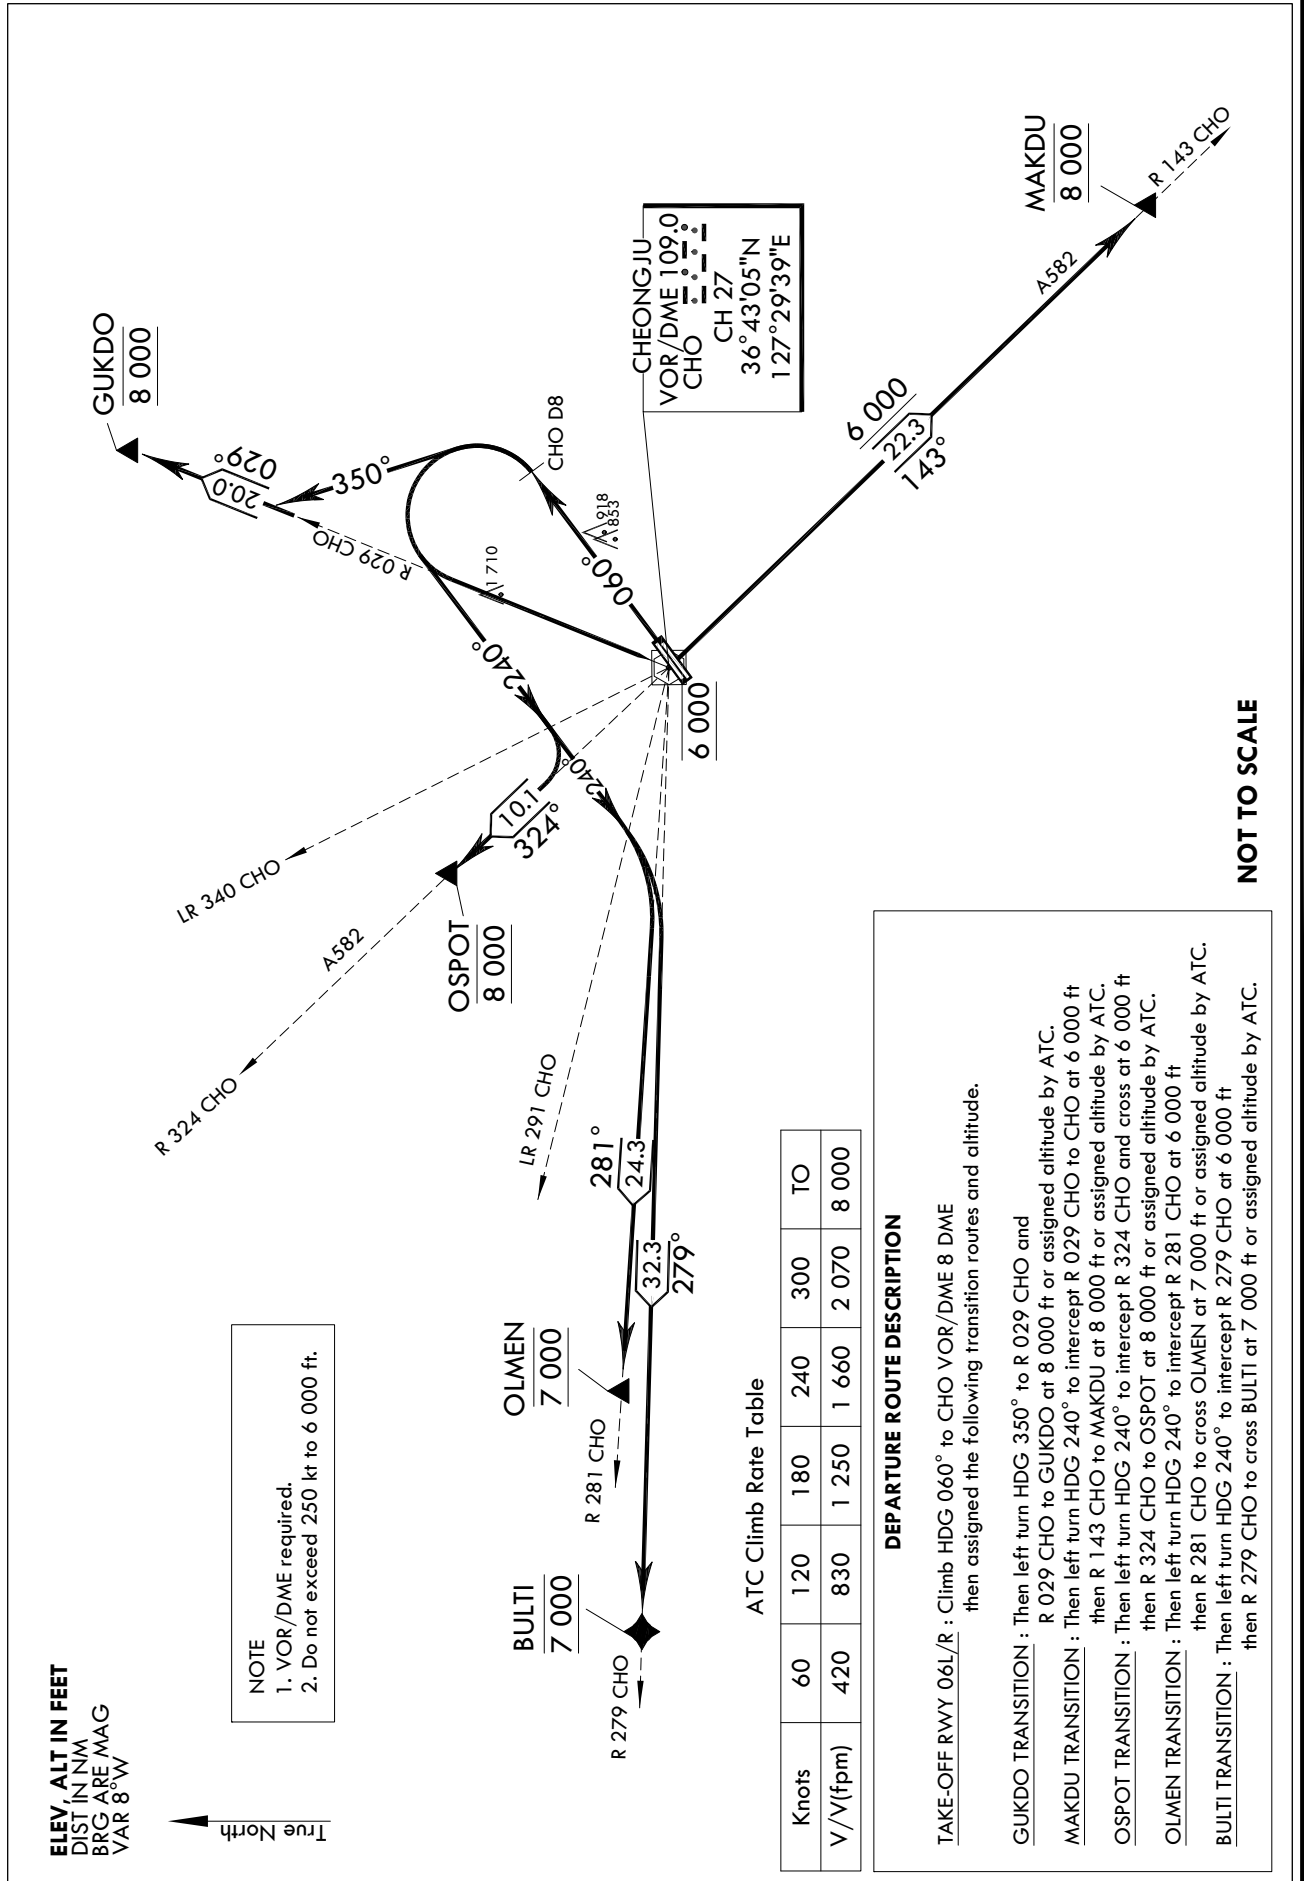 ELEV, ALT IN FEET
DIST IN NM
BRG ARE MAG
VAR 8°W
True North
NOTE
1. VOR/DME required.
2. Do not exceed 250 kt to 6 000 ft.
GUKDO
8 000
029°
20.0
350°
R 029 CHO
CHO D8
918
853
060°
1 710
CHEONGJU
VOR/DME 109.0
CHO
CH 27
36°43'05"N
127°29'39"E
MAKDU
8 000
R 143 CHO
A582
6 000
22.3
143°
6 000
240°
240°
10.1
324°
LR 340 CHO
A582
OSPOT
8 000
R 324 CHO
LR 291 CHO
281°
24.3
32.3
279°
OLMEN
7 000
R 281 CHO
BULTI
7 000
R 279 CHO
NOT TO SCALE
ATC Climb Rate Table
Knots 60 120 180 240 300 TO
V/V(fpm) 420 830 1 250 1 660 2 070 8 000
DEPARTURE ROUTE DESCRIPTION
TAKE-OFF RWY 06L/R : Climb HDG 060° to CHO VOR/DME 8 DME
then assigned the following transition routes and altitude.
GUKDO TRANSITION : Then left turn HDG 350° to R 029 CHO and
R 029 CHO to GUKDO at 8 000 ft or assigned altitude by ATC.
MAKDU TRANSITION : Then left turn HDG 240° to intercept R 029 CHO to CHO at 6 000 ft
then R 143 CHO to MAKDU at 8 000 ft or assigned altitude by ATC.
OSPOT TRANSITION : Then left turn HDG 240° to intercept R 324 CHO and cross at 6 000 ft
then R 324 CHO to OSPOT at 8 000 ft or assigned altitude by ATC.
OLMEN TRANSITION : Then left turn HDG 240° to intercept R 281 CHO at 6 000 ft
then R 281 CHO to cross OLMEN at 7 000 ft or assigned altitude by ATC.
BULTI TRANSITION : Then left turn HDG 240° to intercept R 279 CHO at 6 000 ft
then R 279 CHO to cross BULTI at 7 000 ft or assigned altitude by ATC.